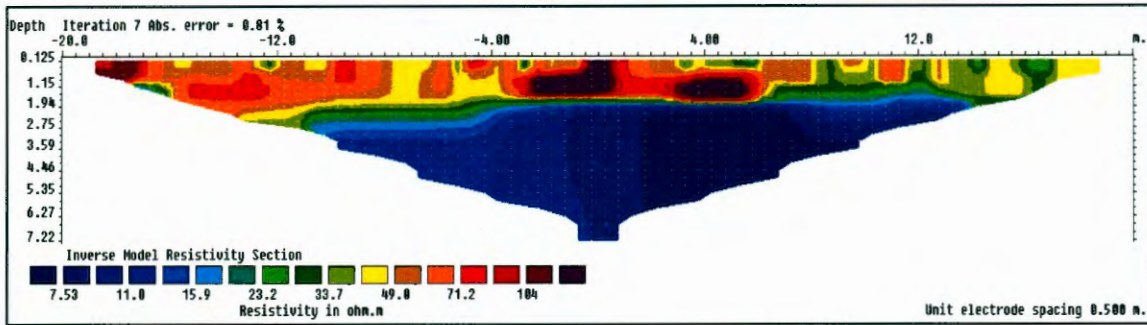 Depth Iteration 7 Abs. error = 0.81 %
-20.0 -12.0 -4.00 4.00 12.0 m.
0.125
1.15
1.94
2.75
3.59
4.46
5.35
6.27
7.22
Inverse Model Resistivity Section
7.53 11.0 15.9 23.2 33.7 49.0 71.2 104
Resistivity in ohm.m
Unit electrode spacing 0.500 m.